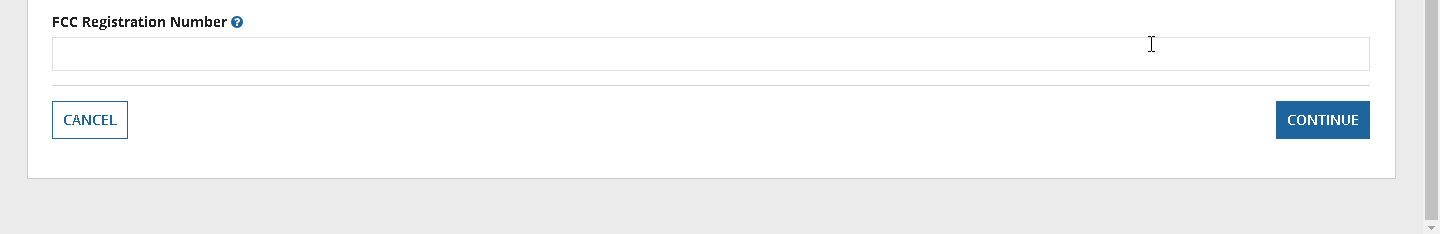 FCC Registration Number ?
CANCEL
CONTINUE